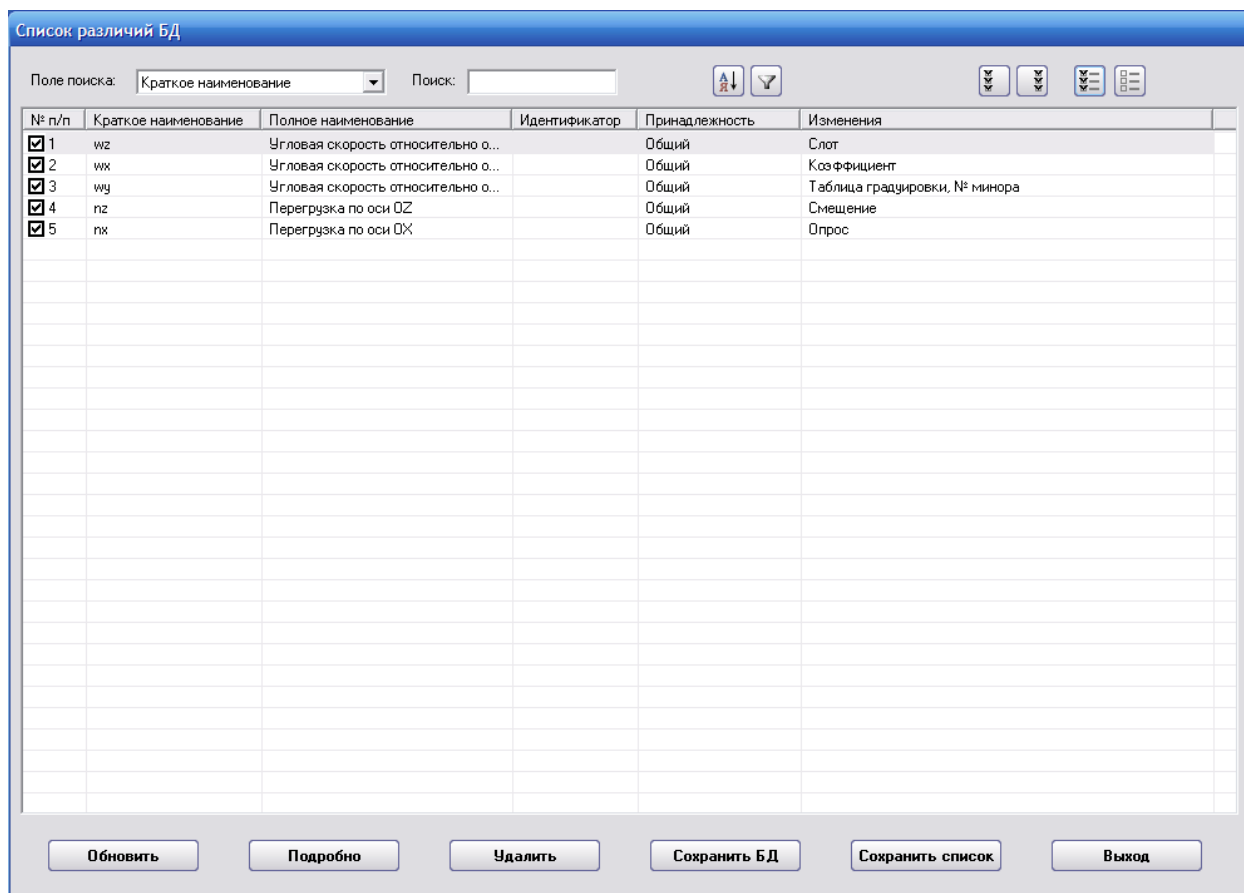 Список различий БД
Поле поиска: Краткое наименование Поиск:
№ п/п Краткое наименование Полное наименование Идентификатор Принадлежность Изменения
1 wz Угловая скорость относительно о... Общий Слот
2 wx Угловая скорость относительно о... Общий Коэффициент
3 wy Угловая скорость относительно о... Общий Таблица градуировки, № минора
4 nz Перегрузка по оси OZ Общий Смещение
5 nx Перегрузка по оси OX Общий Опрос
Обновить Подробно Удалить Сохранить БД Сохранить список Выход